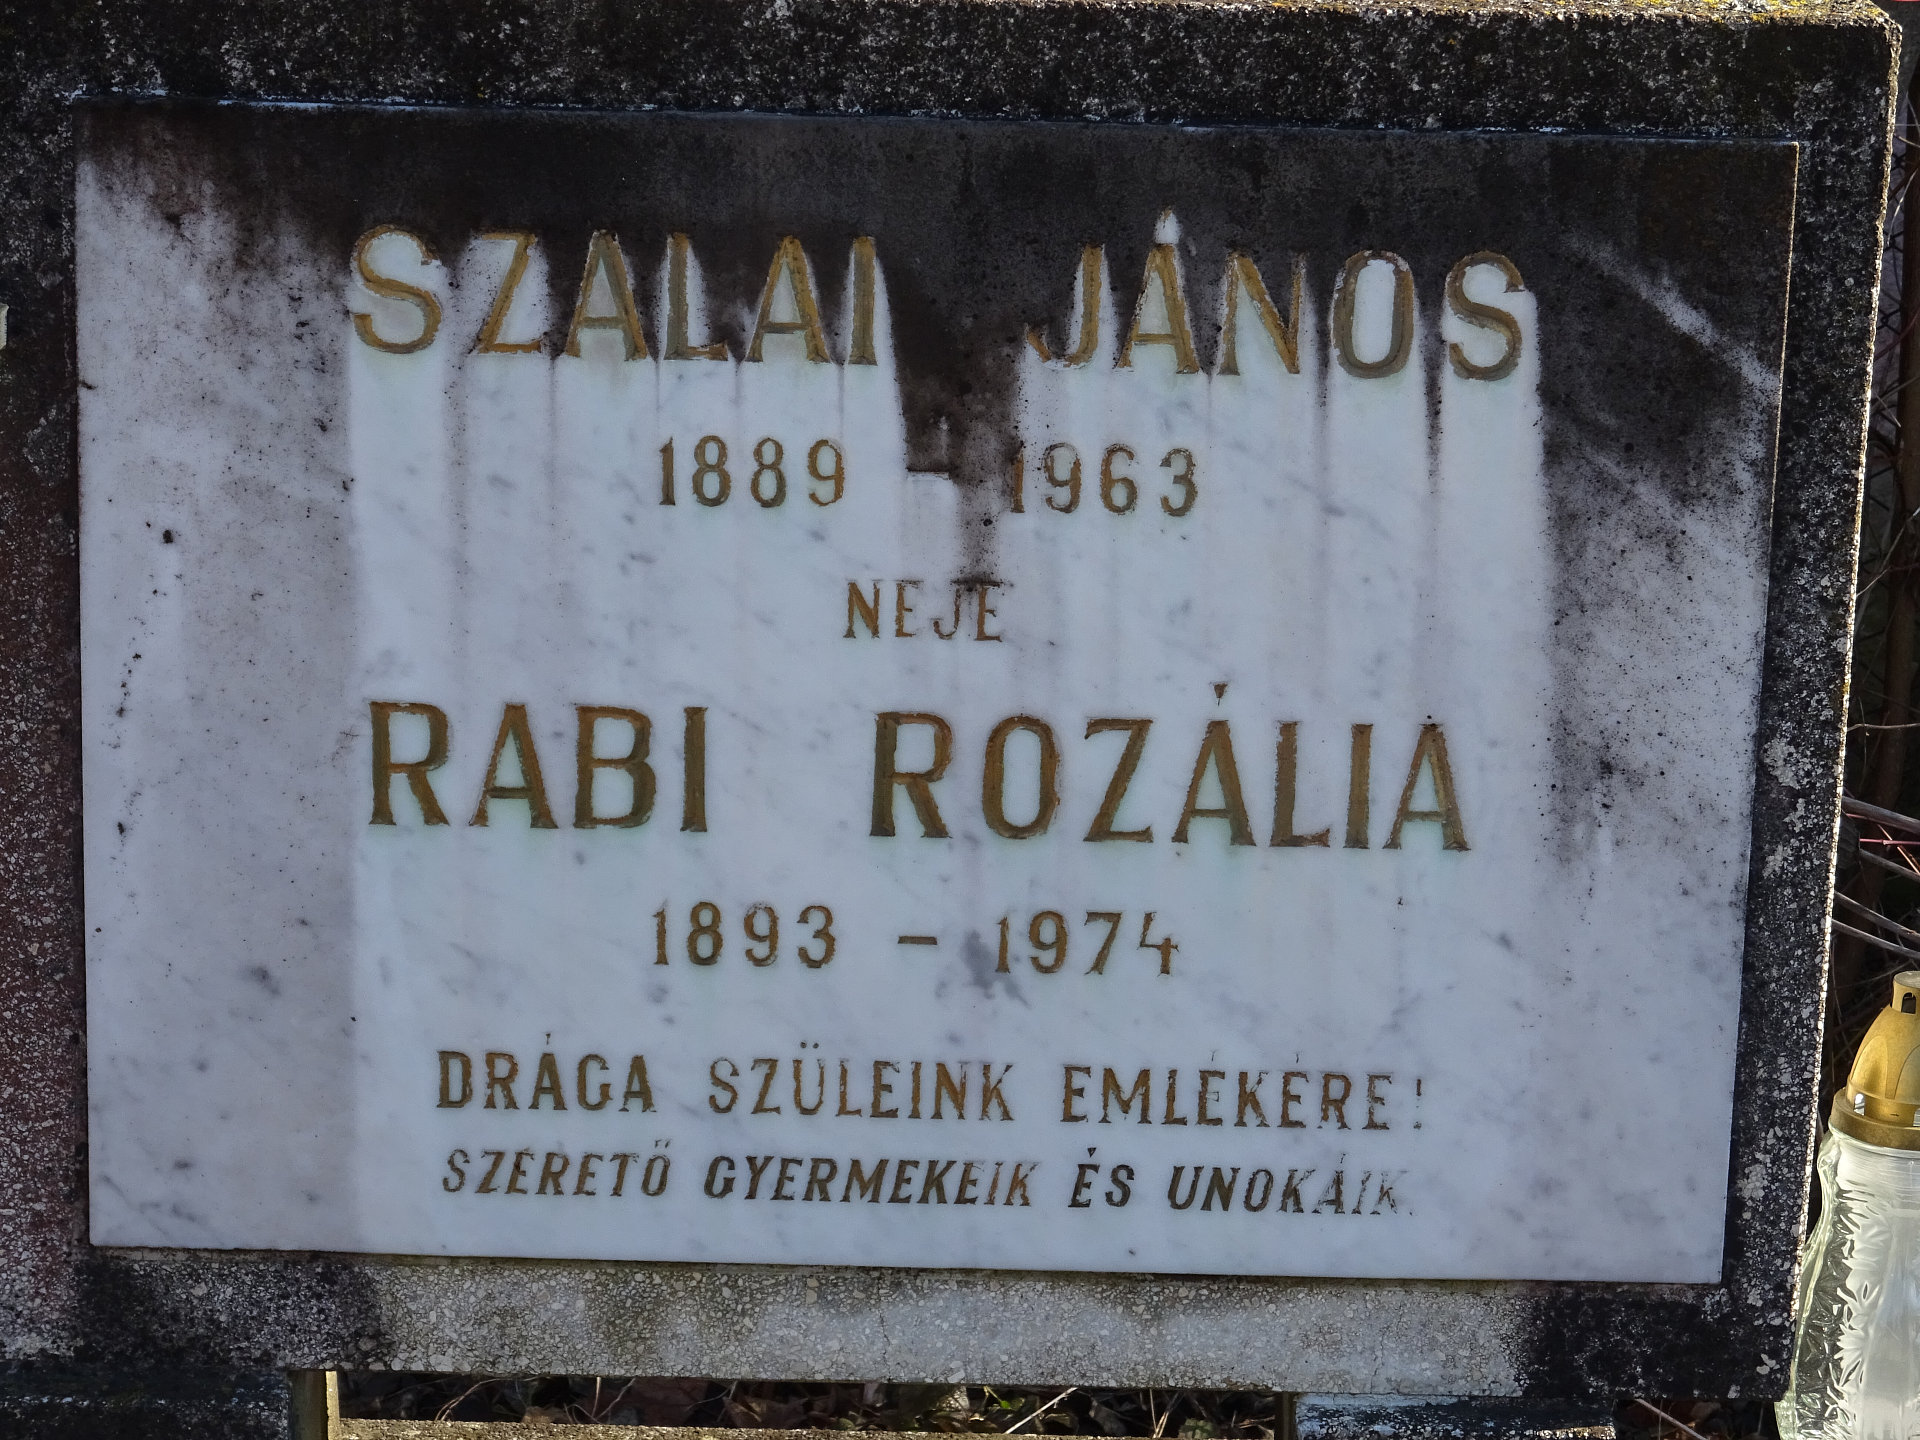 SZALAI JÁNOS
1889 - 1963
NEJE
RABI ROZÁLIA
1893 - 1974
DRÁGA SZÜLEINK EMLÉKÉRE!
SZERETŐ GYERMEKEIK ÉS UNOKÁIK.